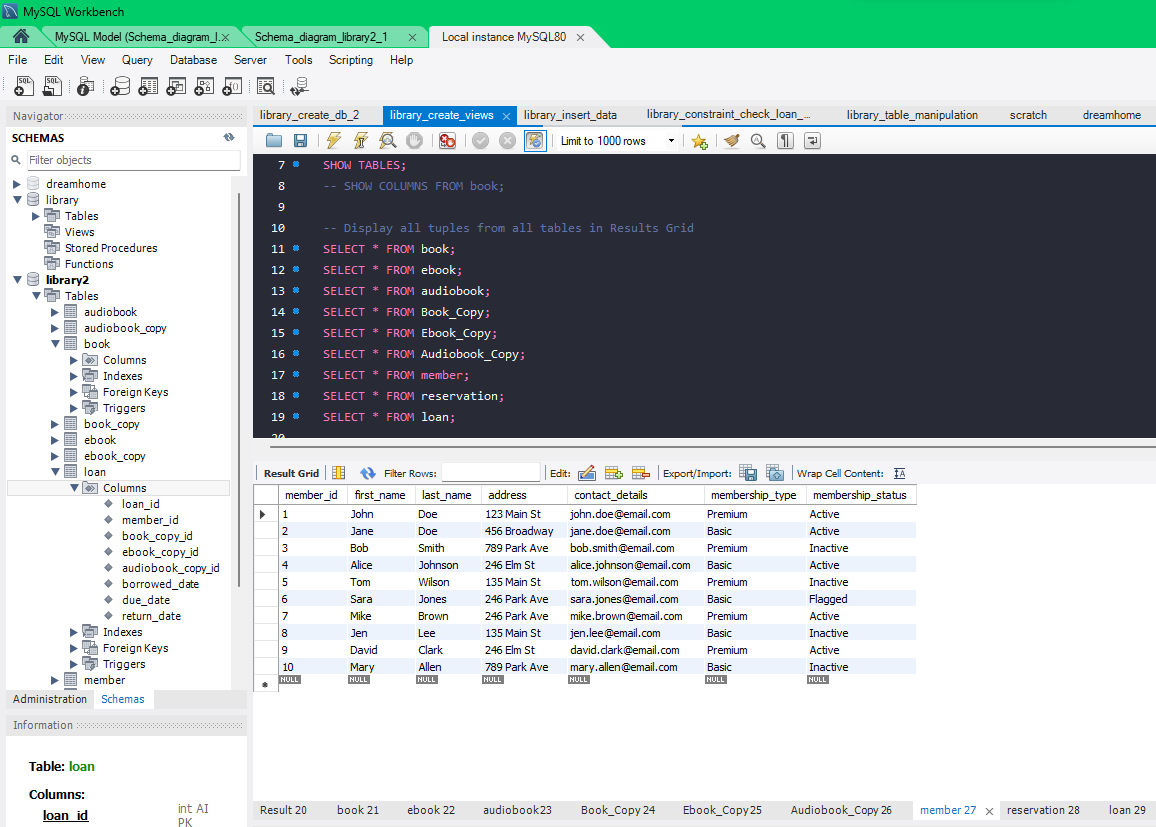 MySQL Workbench
MySQL Model (Schema_diagram_l.× Schema_diagram_library2_1 × Local instance MySQL80 ×
File Edit View Query Database Server Tools Scripting Help
Navigator
SCHEMAS
Filter objects
dreamhome
library
Tables
Views
Stored Procedures
Functions
library2
Tables
audiobook
audiobook_copy
book
Columns
Indexes
Foreign Keys
Triggers
book_copy
ebook
ebook_copy
loan
Columns
loan_id
member_id
book_copy_id
ebook_copy_id
audiobook_copy_id
borrowed_date
due_date
return_date
Indexes
Foreign Keys
Triggers
member
Administration Schemas
Information
Table: loan
Columns:
loan_id int AI
PK
library_create_db_2 library_create_views × library_insert_data library_constraint_check_loan_... library_table_manipulation scratch dreamhome
Limit to 1000 rows
7 SHOW TABLES;
8 -- SHOW COLUMNS FROM book;
9
10 -- Display all tuples from all tables in Results Grid
11 SELECT * FROM book;
12 SELECT * FROM ebook;
13 SELECT * FROM audiobook;
14 SELECT * FROM Book_Copy;
15 SELECT * FROM Ebook_Copy;
16 SELECT * FROM Audiobook_Copy;
17 SELECT * FROM member;
18 SELECT * FROM reservation;
19 SELECT * FROM loan;
20
Result Grid Filter Rows: Edit: Export/Import: Wrap Cell Content: IA
member_id first_name last_name address contact_details membership_type membership_status
1 John Doe 123 Main St john.doe@email.com Premium Active
2 Jane Doe 456 Broadway jane.doe@email.com Basic Active
3 Bob Smith 789 Park Ave bob.smith@email.com Premium Inactive
4 Alice Johnson 246 Elm St alice.johnson@email.com Basic Active
5 Tom Wilson 135 Main St tom.wilson@email.com Premium Inactive
6 Sara Jones 246 Park Ave sara.jones@email.com Basic Flagged
7 Mike Brown 246 Park Ave mike.brown@email.com Premium Active
8 Jen Lee 135 Main St jen.lee@email.com Basic Inactive
9 David Clark 246 Elm St david.clark@email.com Premium Active
10 Mary Allen 789 Park Ave mary.allen@email.com Basic Inactive
NULL NULL NULL NULL NULL NULL NULL
Result 20 book 21 ebook 22 audiobook23 Book_Copy 24 Ebook_Copy25 Audiobook_Copy 26 member 27 × reservation 28 loan 29